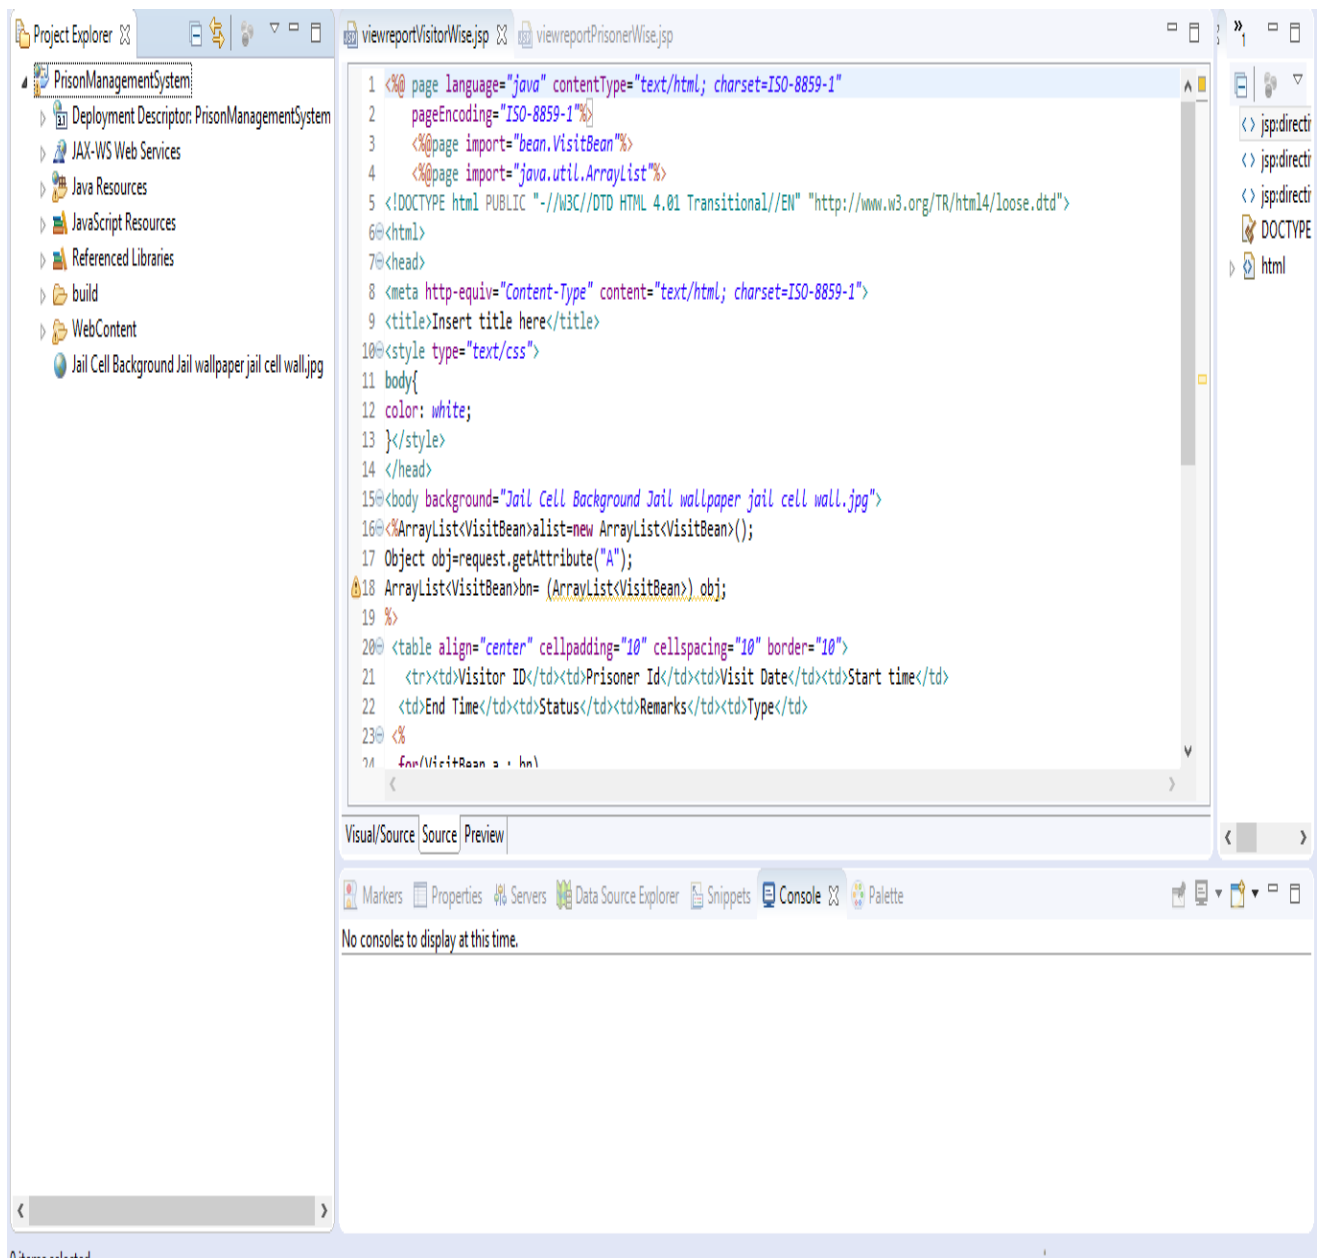 Project Explorer
viewreportVisitorWise.jsp
viewreportPrisonerWise.jsp
»1
PrisonManagementSystem
Deployment Descriptor: PrisonManagementSystem
JAX-WS Web Services
Java Resources
JavaScript Resources
Referenced Libraries
build
WebContent
Jail Cell Background Jail wallpaper jail cell wall.jpg
1 <%@ page language="java" contentType="text/html; charset=ISO-8859-1"
2 pageEncoding="ISO-8859-1"%>
3 <%@page import="bean.VisitBean"%>
4 <%@page import="java.util.ArrayList"%>
5 <!DOCTYPE html PUBLIC "-//W3C//DTD HTML 4.01 Transitional//EN" "http://www.w3.org/TR/html4/loose.dtd">
6 <html>
7 <head>
8 <meta http-equiv="Content-Type" content="text/html; charset=ISO-8859-1">
9 <title>Insert title here</title>
10 <style type="text/css">
11 body{
12 color: white;
13 }</style>
14 </head>
15 <body background="Jail Cell Background Jail wallpaper jail cell wall.jpg">
16 <%ArrayList<VisitBean>alist=new ArrayList<VisitBean>();
17 Object obj=request.getAttribute("A");
18 ArrayList<VisitBean>bn= (ArrayList<VisitBean>) obj;
19 %>
20 <table align="center" cellpadding="10" cellspacing="10" border="10">
21 <tr><td>Visitor ID</td><td>Prisoner Id</td><td>Visit Date</td><td>Start time</td>
22 <td>End Time</td><td>Status</td><td>Remarks</td><td>Type</td>
23 <%
24 for(VisitBean a : bn)
jsp:directi
jsp:directi
jsp:directi
DOCTYPE
html
Visual/Source Source Preview
Markers Properties Servers Data Source Explorer Snippets Console Palette
No consoles to display at this time.
0 items selected